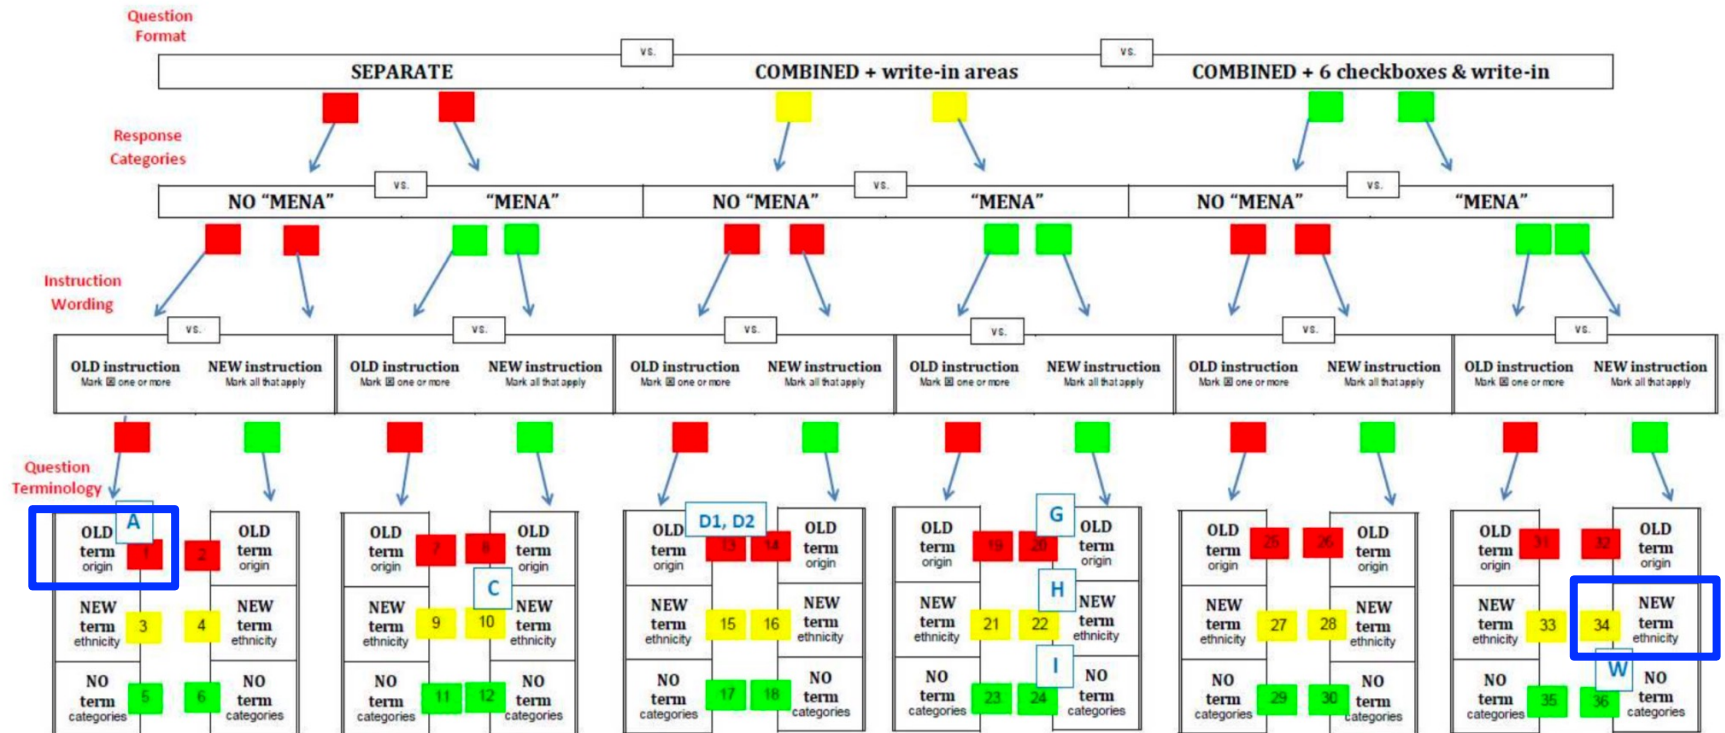 Question
Format
vs.
vs.
SEPARATE
COMBINED + write-in areas
COMBINED + 6 checkboxes & write-in
Response
Categories
vs.
vs.
vs.
NO “MENA”
“MENA”
NO “MENA”
“MENA”
NO “MENA”
“MENA”
Instruction
Wording
vs.
vs.
vs.
vs.
vs.
vs.
OLD instruction
Mark ☒ one or more
NEW instruction
Mark all that apply
OLD instruction
Mark ☒ one or more
NEW instruction
Mark all that apply
OLD instruction
Mark ☒ one or more
NEW instruction
Mark all that apply
OLD instruction
Mark ☒ one or more
NEW instruction
Mark all that apply
OLD instruction
Mark ☒ one or more
NEW instruction
Mark all that apply
OLD instruction
Mark ☒ one or more
NEW instruction
Mark all that apply
Question
Terminology
A
OLD
term
origin
1
2
OLD
term
origin
NEW
term
ethnicity
3
4
NEW
term
ethnicity
NO
term
categories
5
6
NO
term
categories
OLD
term
origin
7
8
OLD
term
origin
C
NEW
term
ethnicity
9
10
NEW
term
ethnicity
NO
term
categories
11
12
NO
term
categories
D1, D2
OLD
term
origin
13
14
OLD
term
origin
NEW
term
ethnicity
15
16
NEW
term
ethnicity
NO
term
categories
17
18
NO
term
categories
G
OLD
term
origin
19
20
OLD
term
origin
H
NEW
term
ethnicity
21
22
NEW
term
ethnicity
I
NO
term
categories
23
24
NO
term
categories
OLD
term
origin
25
26
OLD
term
origin
NEW
term
ethnicity
27
28
NEW
term
ethnicity
NO
term
categories
29
30
NO
term
categories
OLD
term
origin
31
32
OLD
term
origin
NEW
term
ethnicity
33
34
NEW
term
ethnicity
W
NO
term
categories
35
36
NO
term
categories